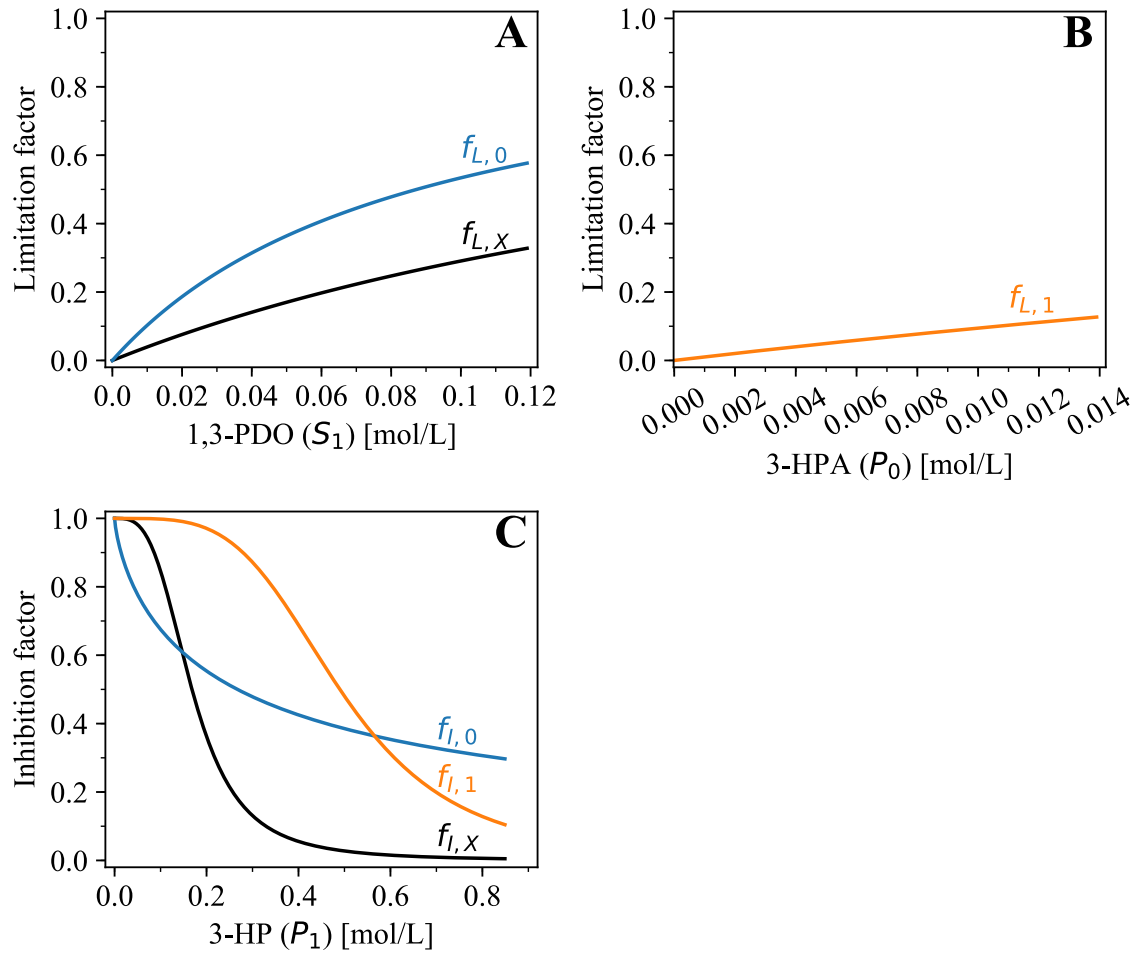 A
1.0
0.8
0.6
0.4
0.2
0.0
Limitation factor
f_{L,0}
f_{L,X}
0.0 0.02 0.04 0.06 0.08 0.1 0.12
1,3-PDO (S_1) [mol/L]
B
1.0
0.8
0.6
0.4
0.2
0.0
Limitation factor
f_{L,1}
0.000 0.002 0.004 0.006 0.008 0.010 0.012 0.014
3-HPA (P_0) [mol/L]
C
1.0
0.8
0.6
0.4
0.2
0.0
Inhibition factor
f_{I,0}
f_{I,1}
f_{I,X}
0.0 0.2 0.4 0.6 0.8
3-HP (P_1) [mol/L]